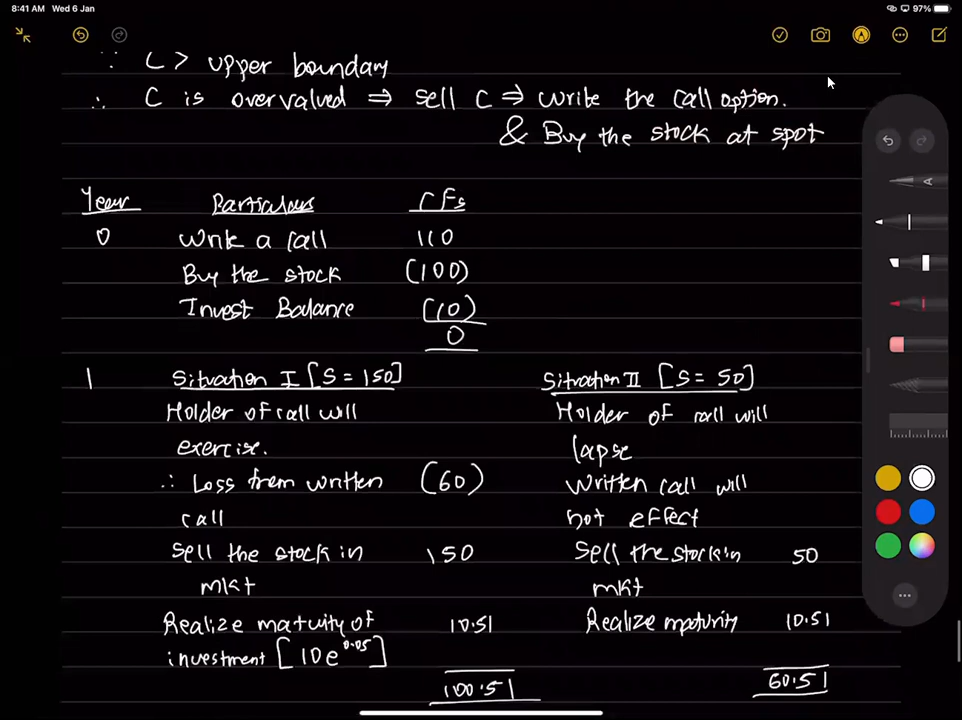 8:41 AM Wed 6 Jan
97%
∵ C > upper boundary
∴ C is overvalued ⇒ sell C ⇒ write the call option.
& Buy the stock at spot
Year Particulars CFs
0 Write a call 110
Buy the stock (100)
Invest Balance (10)
0
1 Situation I [S = 150] Situation II [S = 50]
Holder of call will Holder of call will
exercise. lapse
∴ Loss from written (60) Written call will
call not effect
Sell the stock in 150 Sell the stock in 50
mkt mkt
Realize maturity of 10.51 Realize maturity 10.51
investment [10e^0.05]
100.51 60.51